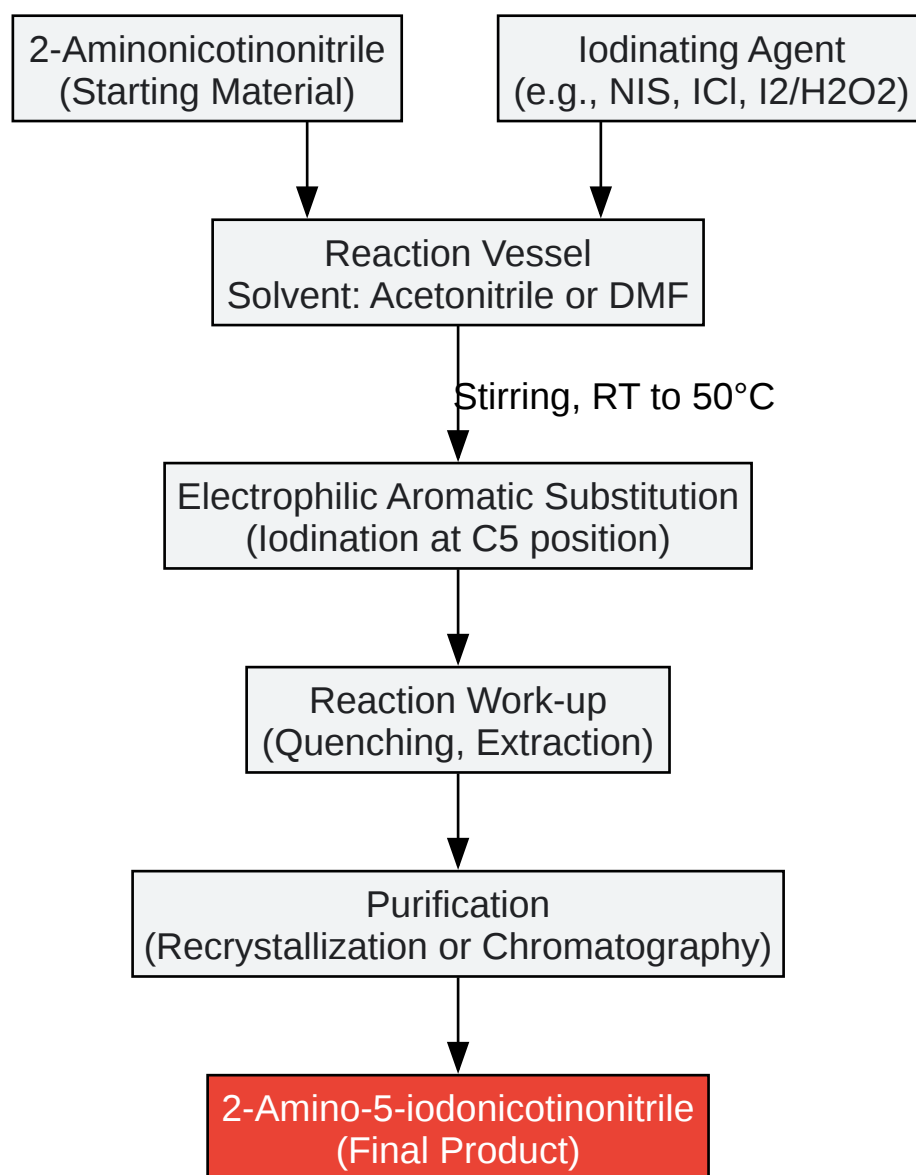 2-Aminonicotinonitrile
(Starting Material)
Iodinating Agent
(e.g., NIS, ICl, I2/H2O2)
Reaction Vessel
Solvent: Acetonitrile or DMF
Stirring, RT to 50°C
Electrophilic Aromatic Substitution
(Iodination at C5 position)
Reaction Work-up
(Quenching, Extraction)
Purification
(Recrystallization or Chromatography)
2-Amino-5-iodonicotinonitrile
(Final Product)